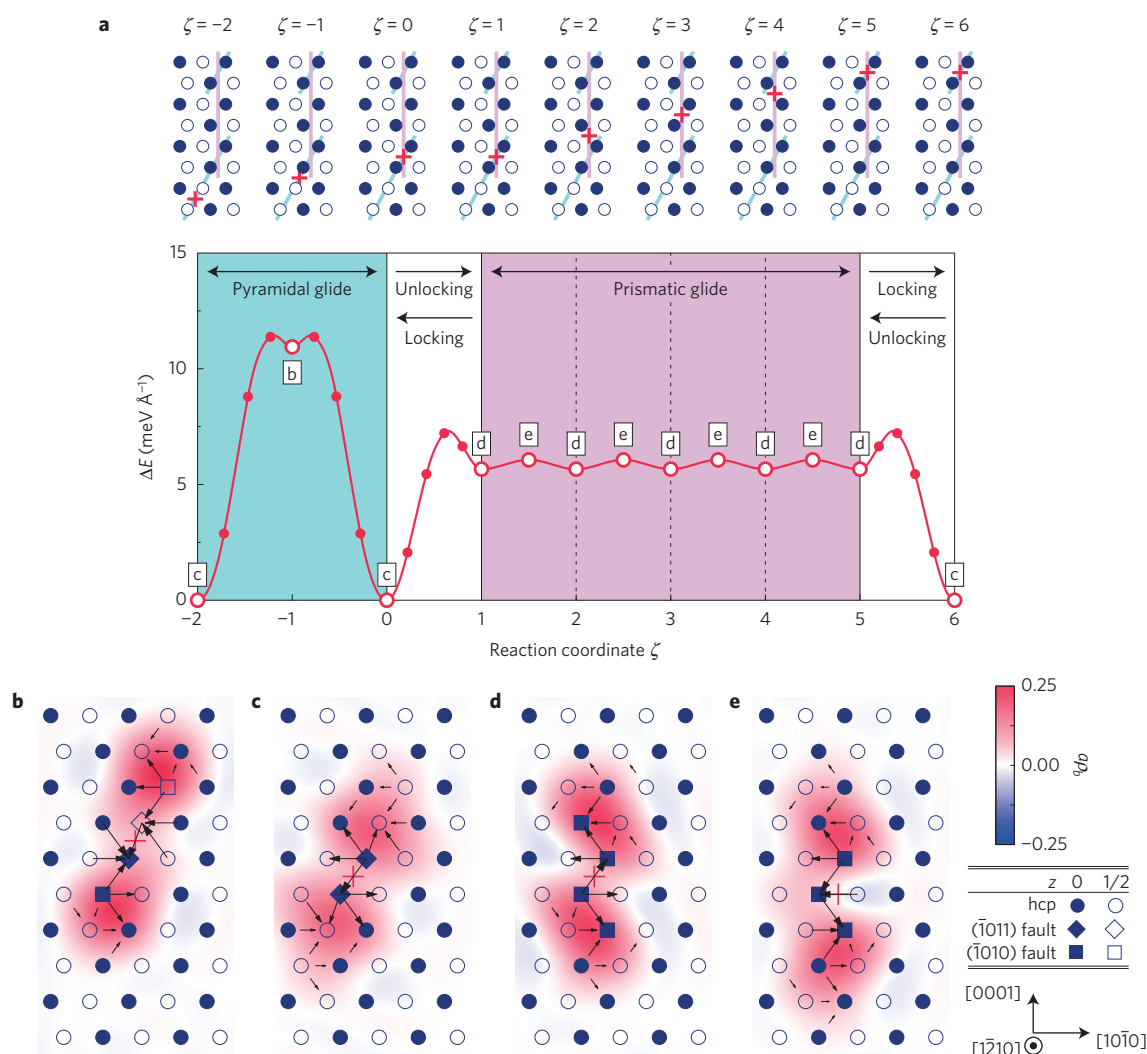 a
ζ = −2 ζ = −1 ζ = 0 ζ = 1 ζ = 2 ζ = 3 ζ = 4 ζ = 5 ζ = 6
15
10
5
0
ΔE (meV Å⁻¹)
Pyramidal glide
Unlocking
Locking
Prismatic glide
Locking
Unlocking
b
c
c
d e d e d e d e d
c
−2 −1 0 1 2 3 4 5 6
Reaction coordinate ζ
b
c
d
e
0.25
0.00
−0.25
qρb
z 0 1/2
hcp
(1̄011) fault
(1̄010) fault
[0001]
[12̄10]
[101̄0]